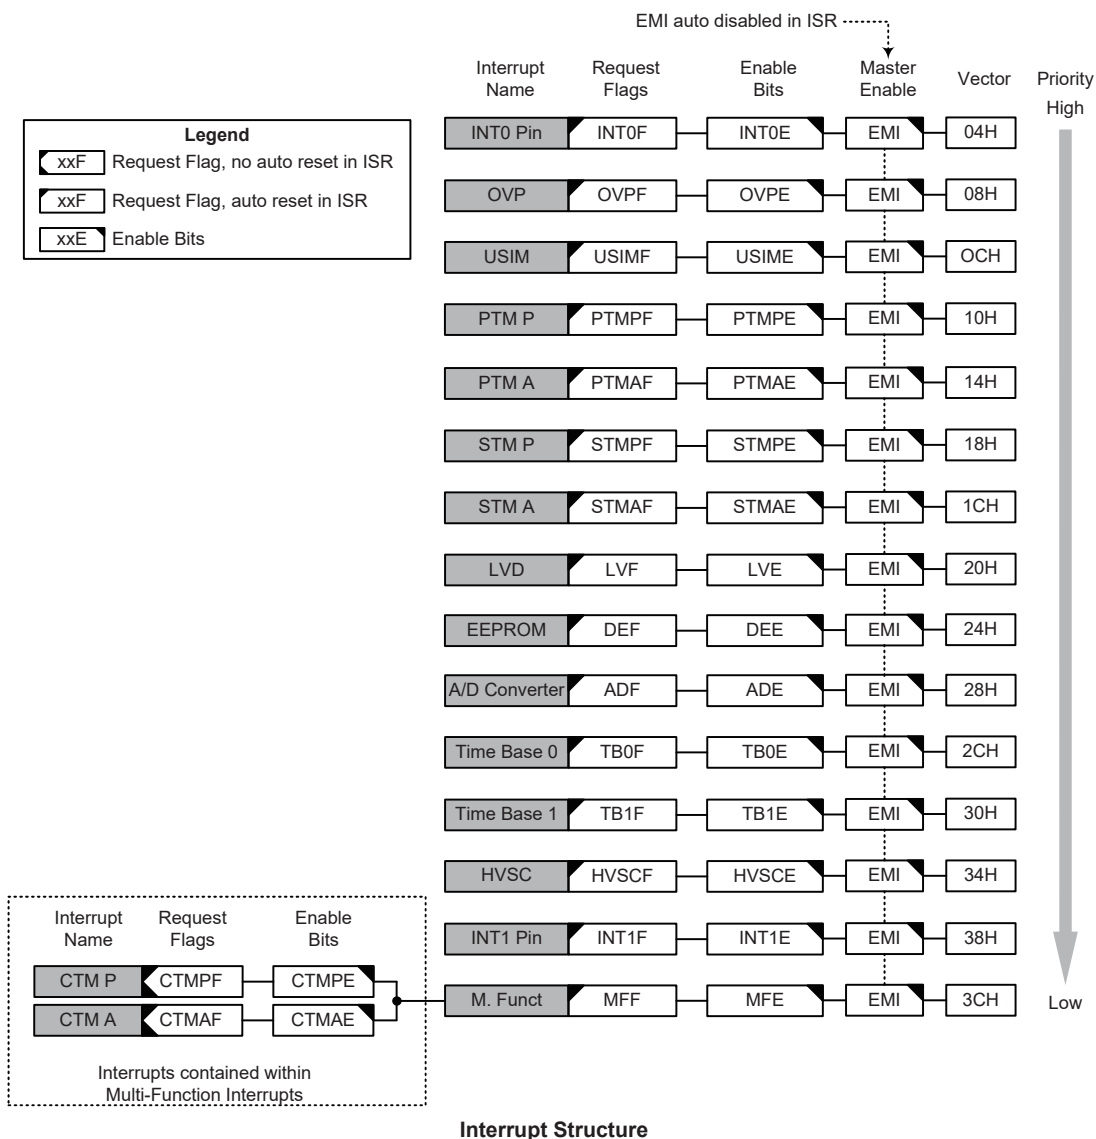 EMI auto disabled in ISR
Interrupt Name Request Flags Enable Bits Master Enable Vector Priority
High
Legend
xxF Request Flag, no auto reset in ISR
xxF Request Flag, auto reset in ISR
xxE Enable Bits
INT0 Pin INT0F INT0E EMI 04H
OVP OVPF OVPE EMI 08H
USIM USIMF USIME EMI OCH
PTM P PTMPF PTMPE EMI 10H
PTM A PTMAF PTMAE EMI 14H
STM P STMPF STMPE EMI 18H
STM A STMAF STMAE EMI 1CH
LVD LVF LVE EMI 20H
EEPROM DEF DEE EMI 24H
A/D Converter ADF ADE EMI 28H
Time Base 0 TB0F TB0E EMI 2CH
Time Base 1 TB1F TB1E EMI 30H
HVSC HVSCF HVSCE EMI 34H
INT1 Pin INT1F INT1E EMI 38H
M. Funct MFF MFE EMI 3CH
Low
Interrupt Name Request Flags Enable Bits
CTM P CTMPF CTMPE
CTM A CTMAF CTMAE
Interrupts contained within
Multi-Function Interrupts
Interrupt Structure